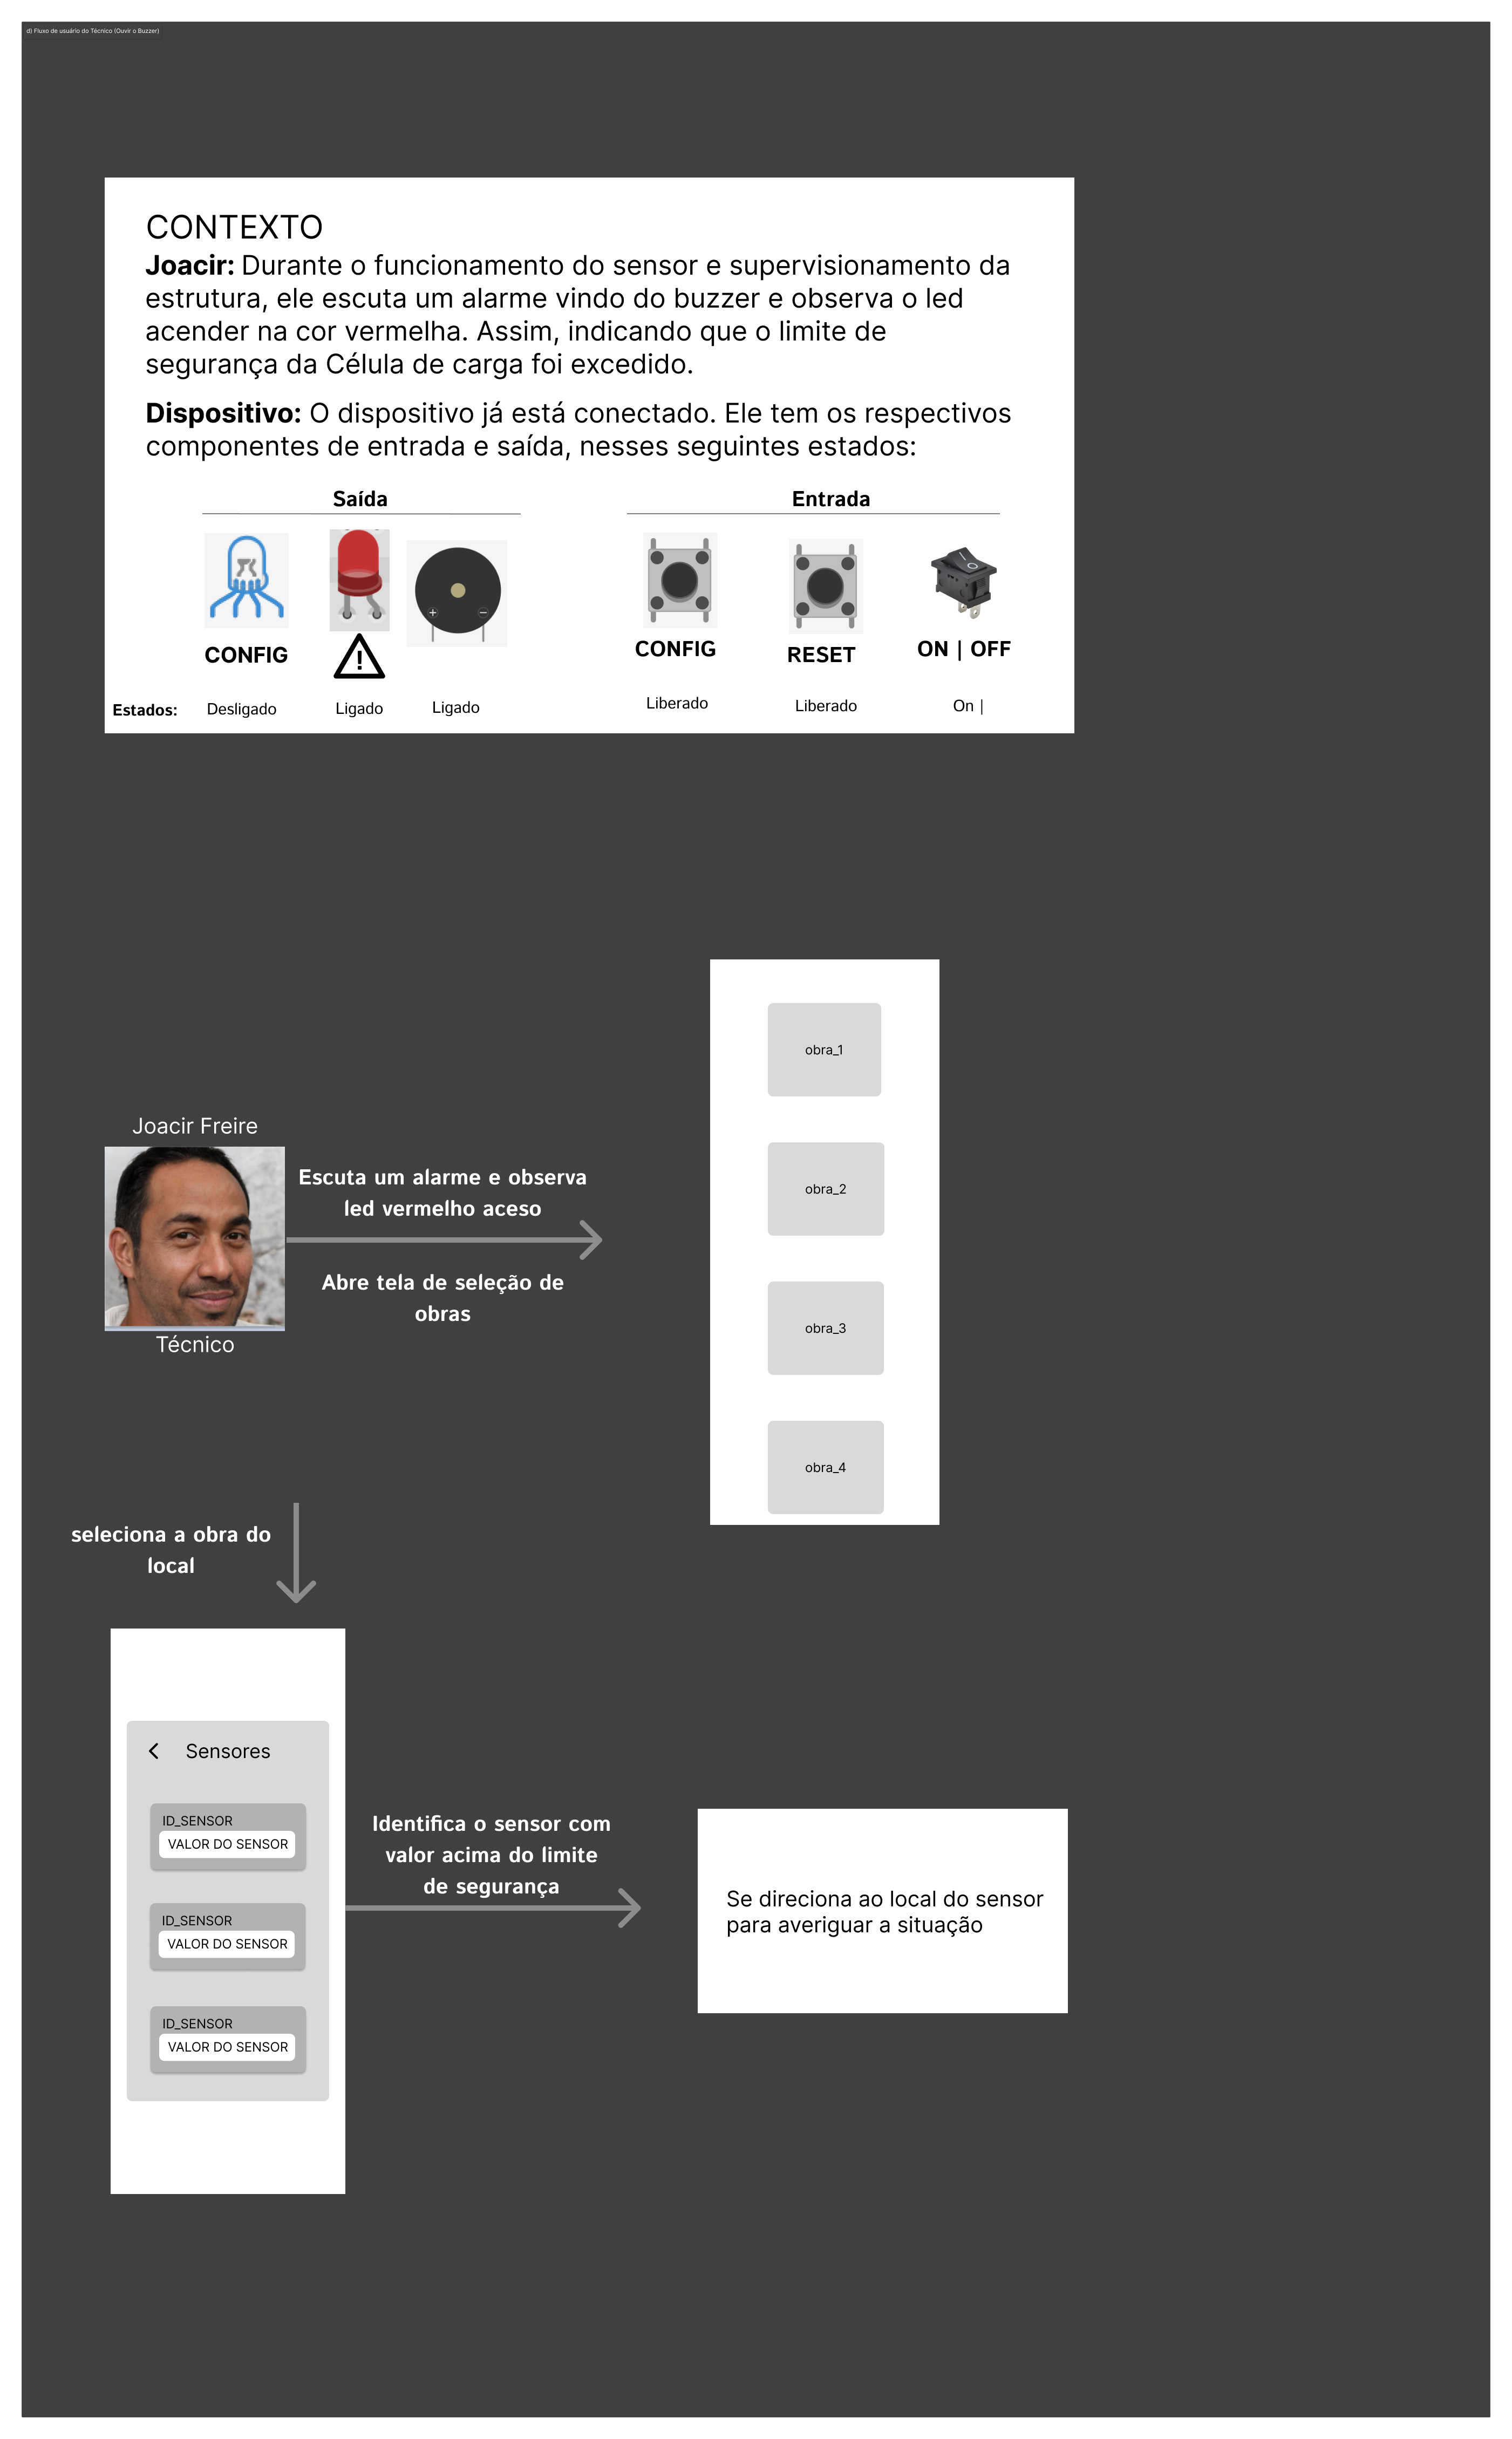 d) Fluxo de usuário do Técnico (Ouvir o Buzzer)
CONTEXTO
Joacir: Durante o funcionamento do sensor e supervisionamento da
estrutura, ele escuta um alarme vindo do buzzer e observa o led
acender na cor vermelha. Assim, indicando que o limite de
segurança da Célula de carga foi excedido.
Dispositivo: O dispositivo já está conectado. Ele tem os respectivos
componentes de entrada e saída, nesses seguintes estados:
Saída
Entrada
CONFIG
CONFIG
RESET
ON | OFF
Estados:
Desligado
Ligado
Ligado
Liberado
Liberado
On |
obra_1
obra_2
obra_3
obra_4
Joacir Freire
Técnico
Escuta um alarme e observa
led vermelho aceso
Abre tela de seleção de
obras
seleciona a obra do
local
Sensores
ID_SENSOR
VALOR DO SENSOR
ID_SENSOR
VALOR DO SENSOR
ID_SENSOR
VALOR DO SENSOR
Identifica o sensor com
valor acima do limite
de segurança
Se direciona ao local do sensor
para averiguar a situação